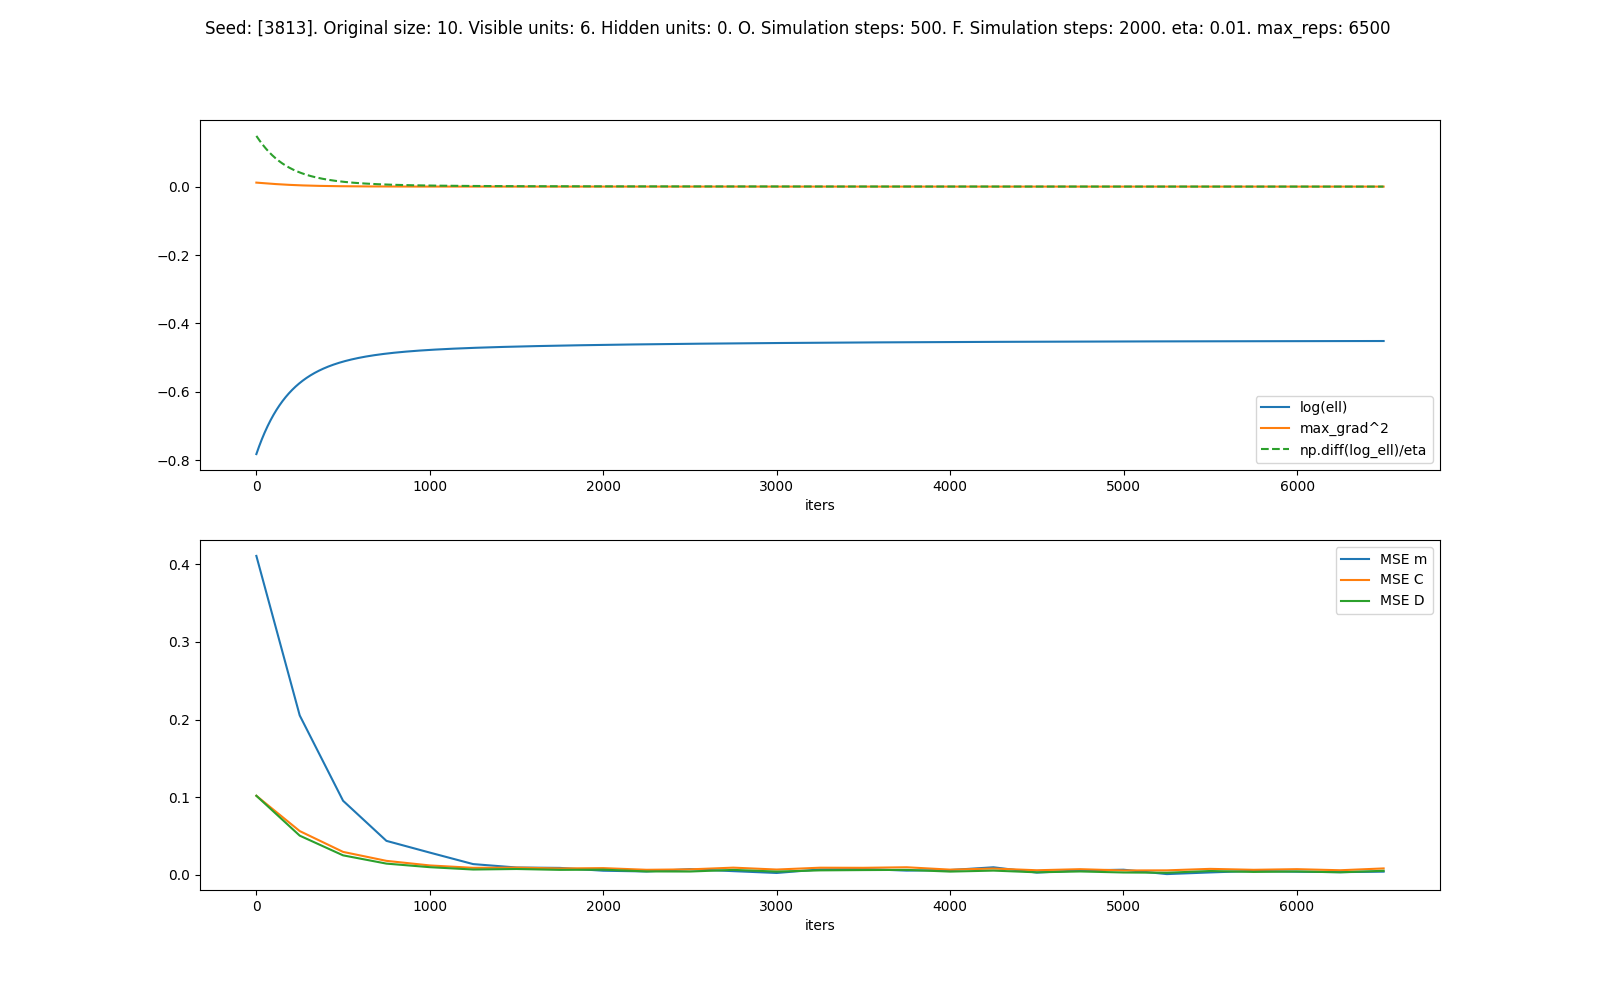 Seed: [3813]. Original size: 10. Visible units: 6. Hidden units: 0. O. Simulation steps: 500. F. Simulation steps: 2000. eta: 0.01. max_reps: 6500
0.0
−0.2
−0.4
−0.6
−0.8
log(ell)
max_grad^2
np.diff(log_ell)/eta
0 1000 2000 3000 4000 5000 6000
iters
0.4
0.3
0.2
0.1
0.0
MSE m
MSE C
MSE D
0 1000 2000 3000 4000 5000 6000
iters